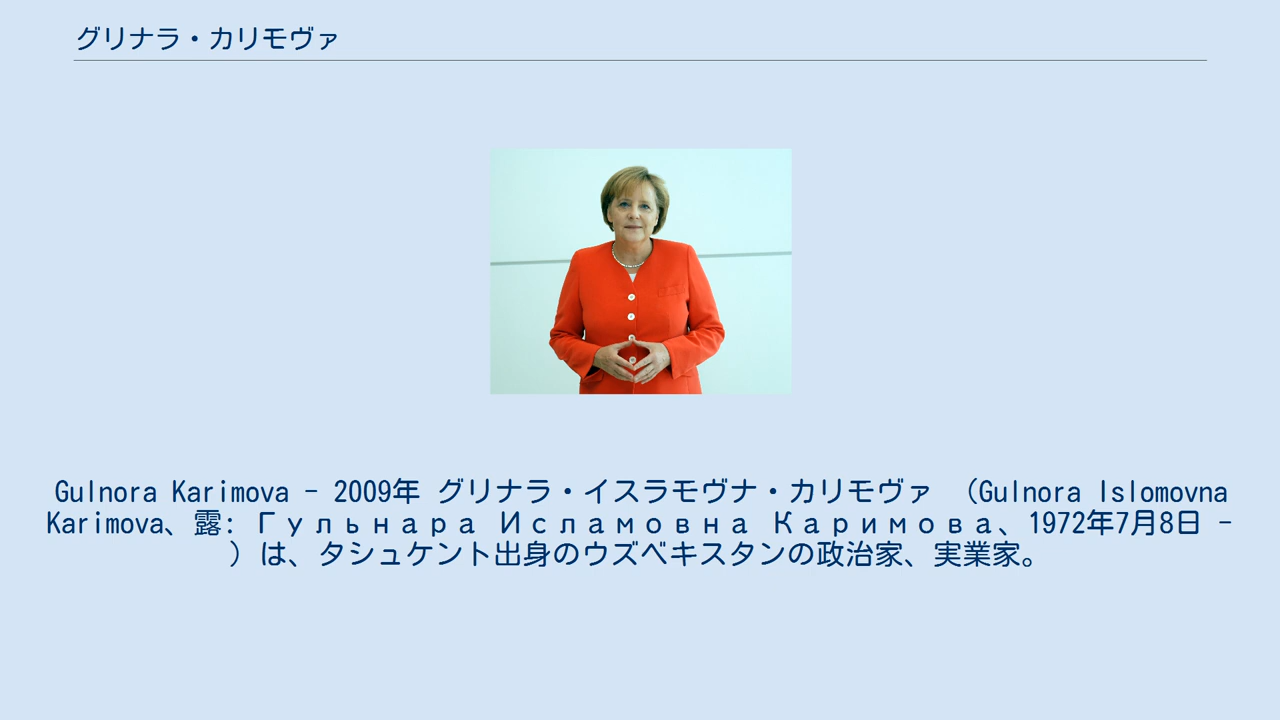 グリナラ・カリモヴァ
Gulnora Karimova - 2009年 グリナラ・イスラモヴナ・カリモヴァ （Gulnora Islomovna
Karimova、露: Гульнара Исламовна Каримова、1972年7月8日 -
）は、タシュケント出身のウズベキスタンの政治家、実業家。